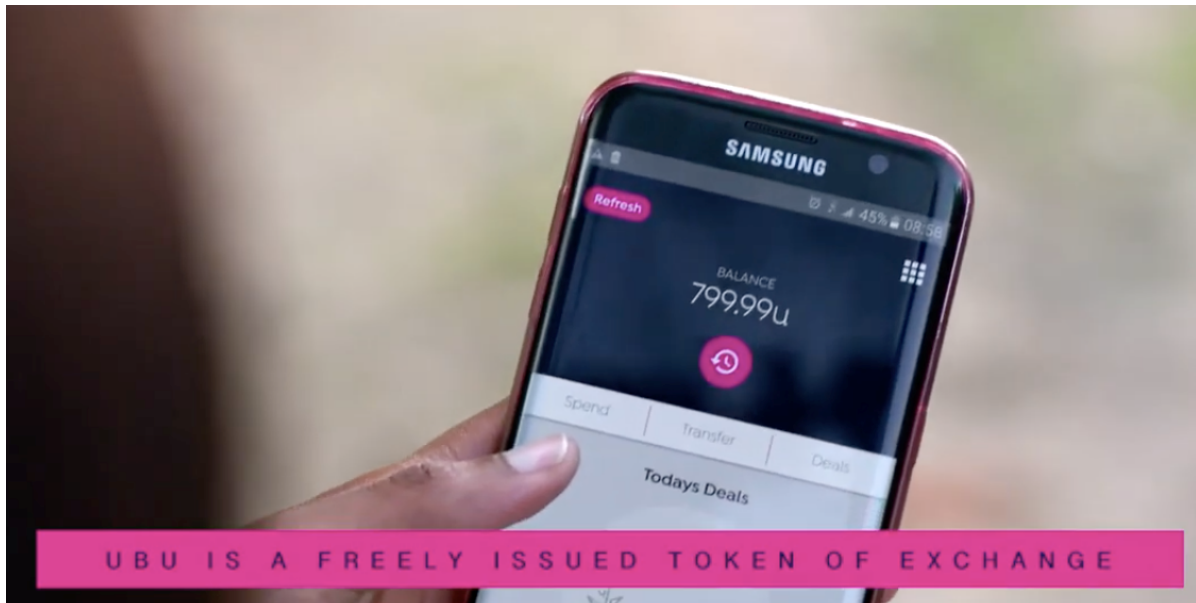 SAMSUNG
45% 08:58
Refresh
BALANCE
799.99u
Spend Transfer Deals
Todays Deals
UBU IS A FREELY ISSUED TOKEN OF EXCHANGE